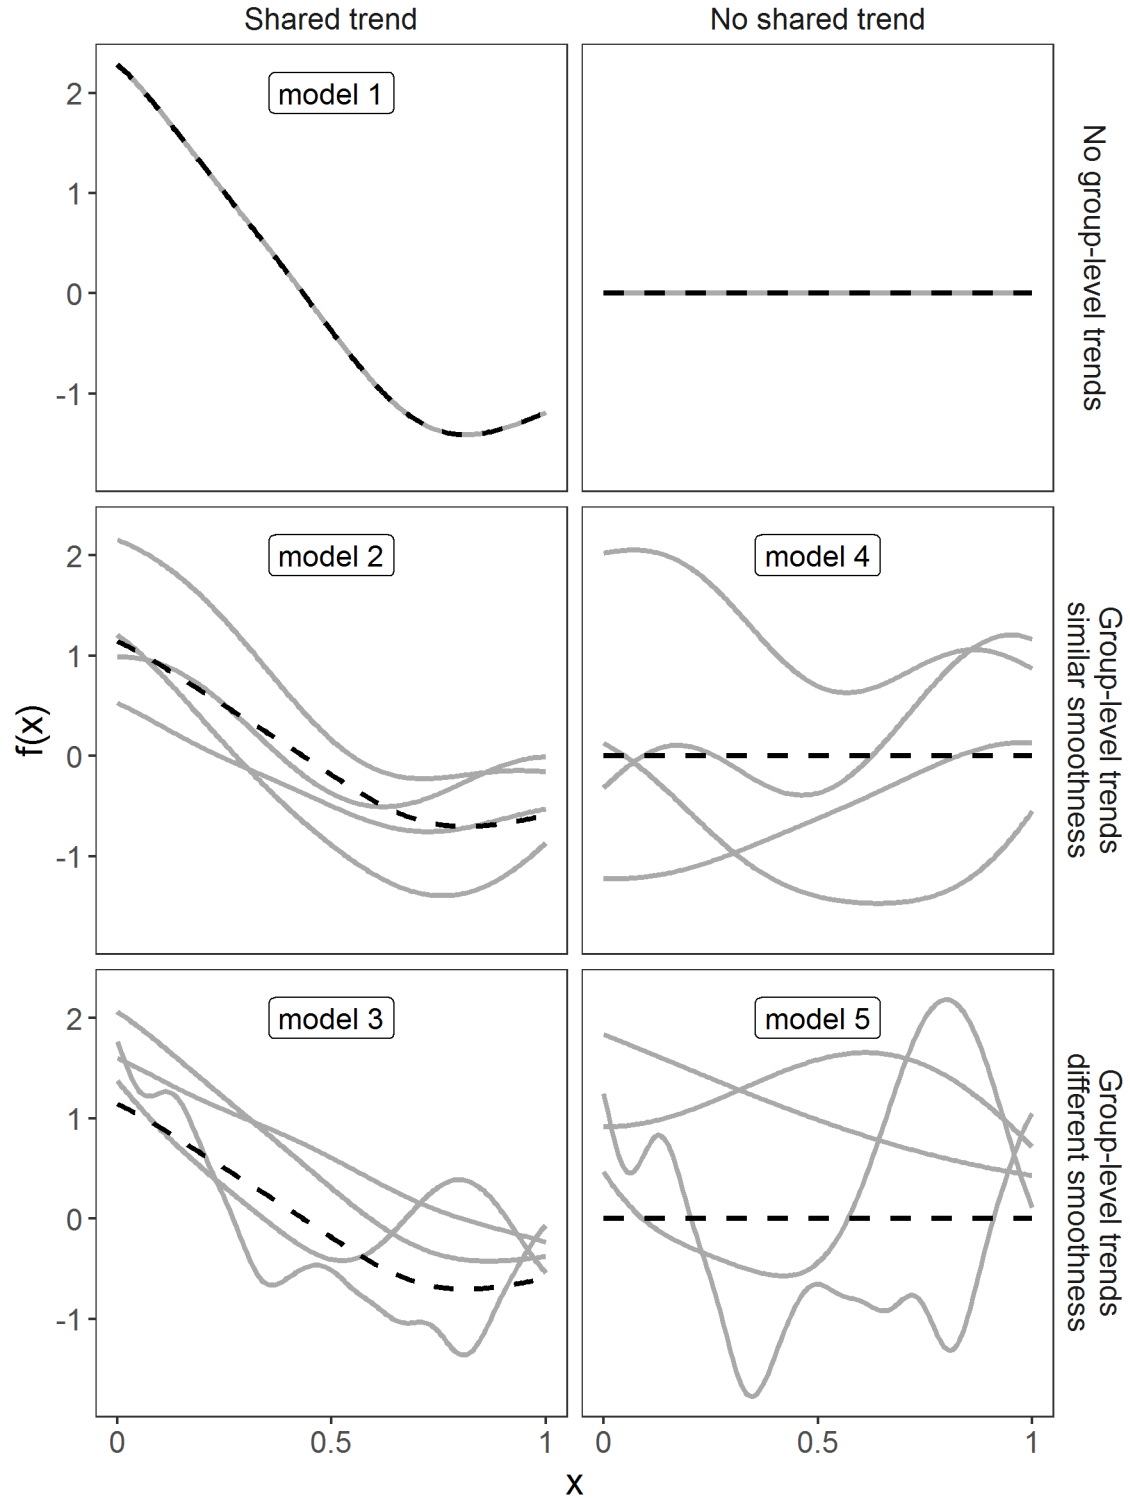 Shared trend
No shared trend
model 1
2
1
0
-1
No group-level trends
model 2
model 4
2
1
0
-1
Group-level trends
similar smoothness
f(x)
model 3
model 5
2
1
0
-1
Group-level trends
different smoothness
0
0.5
1
0
0.5
1
x